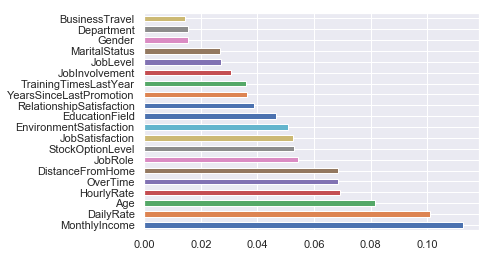 BusinessTravel
Department
Gender
MaritalStatus
JobLevel
JobInvolvement
TrainingTimesLastYear
YearsSinceLastPromotion
RelationshipSatisfaction
EducationField
EnvironmentSatisfaction
JobSatisfaction
StockOptionLevel
JobRole
DistanceFromHome
OverTime
HourlyRate
Age
DailyRate
MonthlyIncome
0.00 0.02 0.04 0.06 0.08 0.10